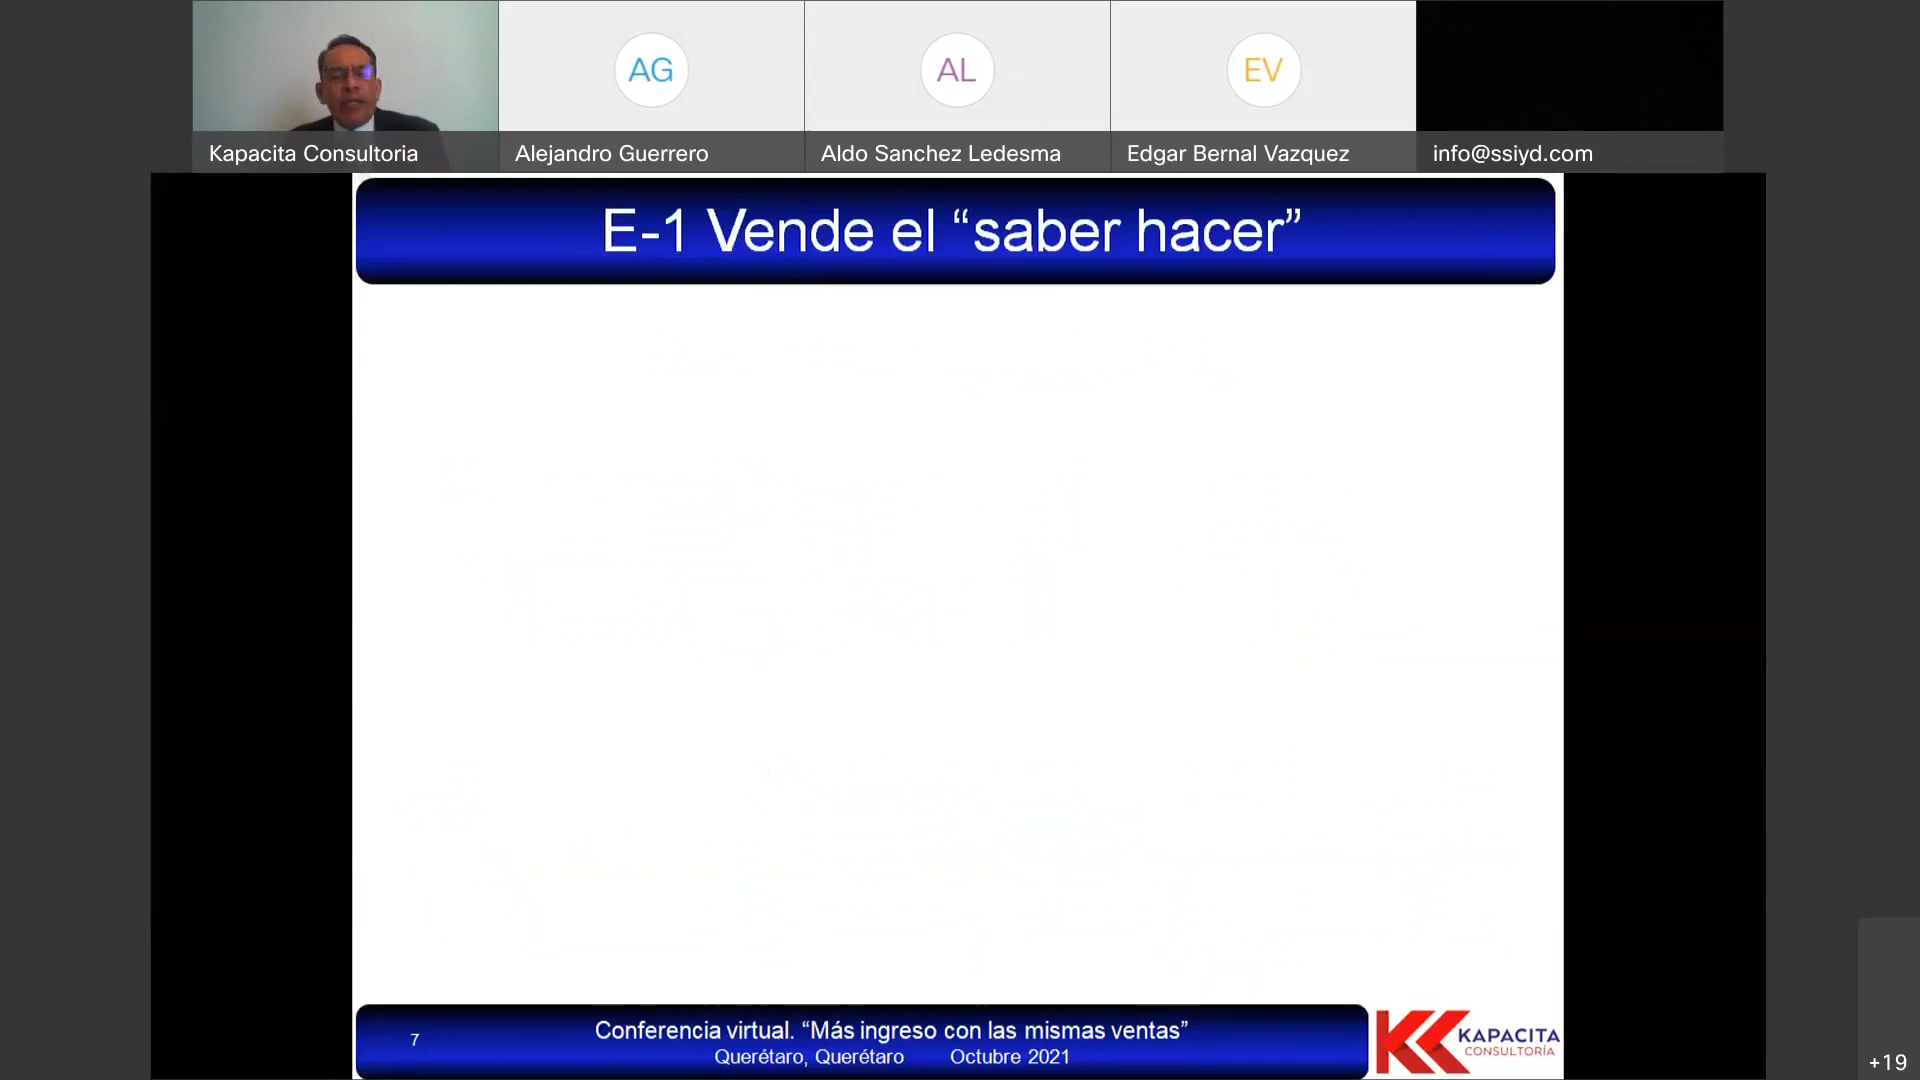 AG
AL
EV
Kapacita Consultoria
Alejandro Guerrero
Aldo Sanchez Ledesma
Edgar Bernal Vazquez
info@ssiyd.com
E-1 Vende el “saber hacer”
7
Conferencia virtual. “Más ingreso con las mismas ventas”
Querétaro, Querétaro Octubre 2021
KAPACITA
CONSULTORÍA
+19